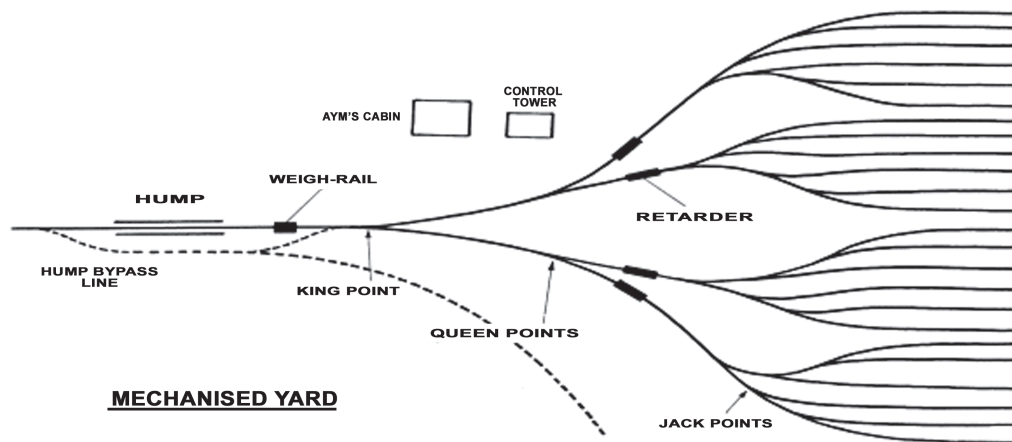 CONTROL
TOWER
AYM'S CABIN
WEIGH-RAIL
HUMP
RETARDER
HUMP BYPASS
LINE
KING POINT
QUEEN POINTS
MECHANISED YARD
JACK POINTS